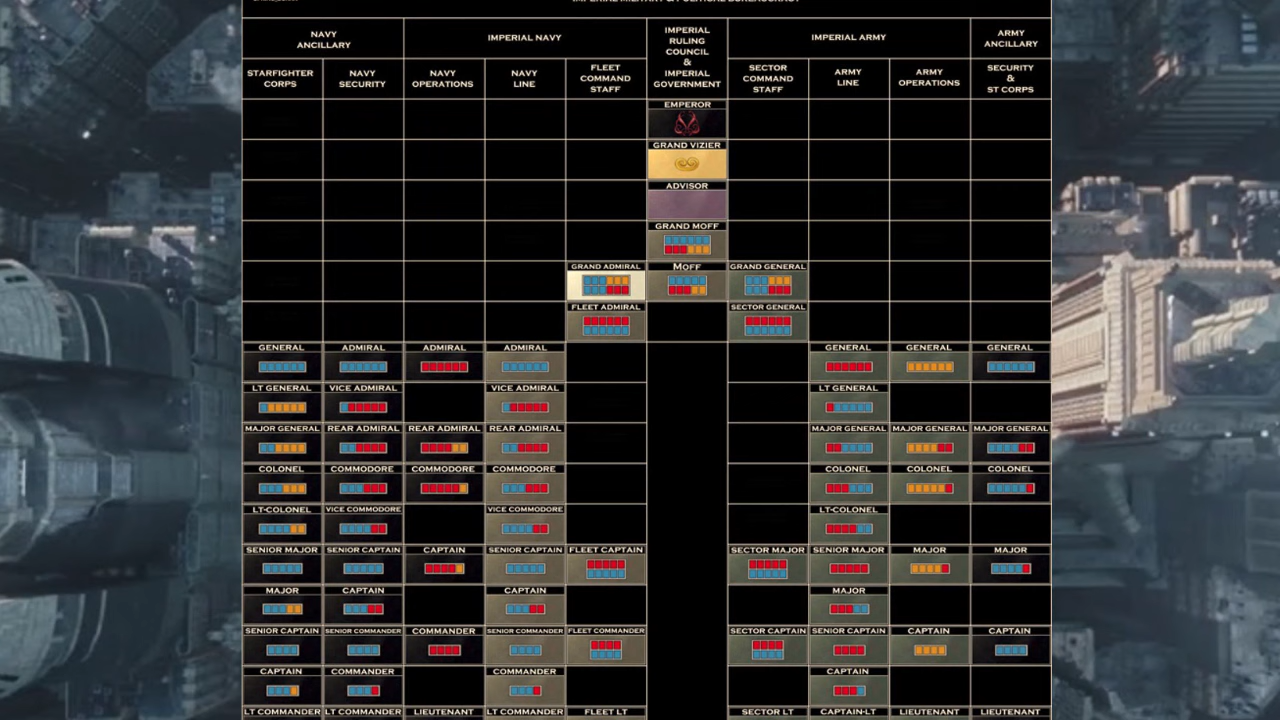 IMPERIAL MILITARY & POLITICAL BUREAUCRACY
NAVY
ANCILLARY
IMPERIAL NAVY
IMPERIAL
RULING
COUNCIL
&
IMPERIAL
GOVERNMENT
IMPERIAL ARMY
ARMY
ANCILLARY
STARFIGHTER
CORPS
NAVY
SECURITY
NAVY
OPERATIONS
NAVY
LINE
FLEET
COMMAND
STAFF
SECTOR
COMMAND
STAFF
ARMY
LINE
ARMY
OPERATIONS
SECURITY
&
ST CORPS
EMPEROR
GRAND VIZIER
ADVISOR
GRAND MOFF
GRAND ADMIRAL MOFF GRAND GENERAL
FLEET ADMIRAL SECTOR GENERAL
GENERAL ADMIRAL ADMIRAL ADMIRAL GENERAL GENERAL GENERAL
LT GENERAL VICE ADMIRAL VICE ADMIRAL LT GENERAL
MAJOR GENERAL REAR ADMIRAL REAR ADMIRAL REAR ADMIRAL MAJOR GENERAL MAJOR GENERAL MAJOR GENERAL
COLONEL COMMODORE COMMODORE COMMODORE COLONEL COLONEL COLONEL
LT-COLONEL VICE COMMODORE VICE COMMODORE LT-COLONEL
SENIOR MAJOR SENIOR CAPTAIN CAPTAIN SENIOR CAPTAIN FLEET CAPTAIN SECTOR MAJOR SENIOR MAJOR MAJOR MAJOR
MAJOR CAPTAIN CAPTAIN MAJOR
SENIOR CAPTAIN SENIOR COMMANDER COMMANDER SENIOR COMMANDER FLEET COMMANDER SECTOR CAPTAIN SENIOR CAPTAIN CAPTAIN CAPTAIN
CAPTAIN COMMANDER COMMANDER CAPTAIN
LT COMMANDER LT COMMANDER LIEUTENANT LT COMMANDER FLEET LT SECTOR LT CAPTAIN-LT LIEUTENANT LIEUTENANT